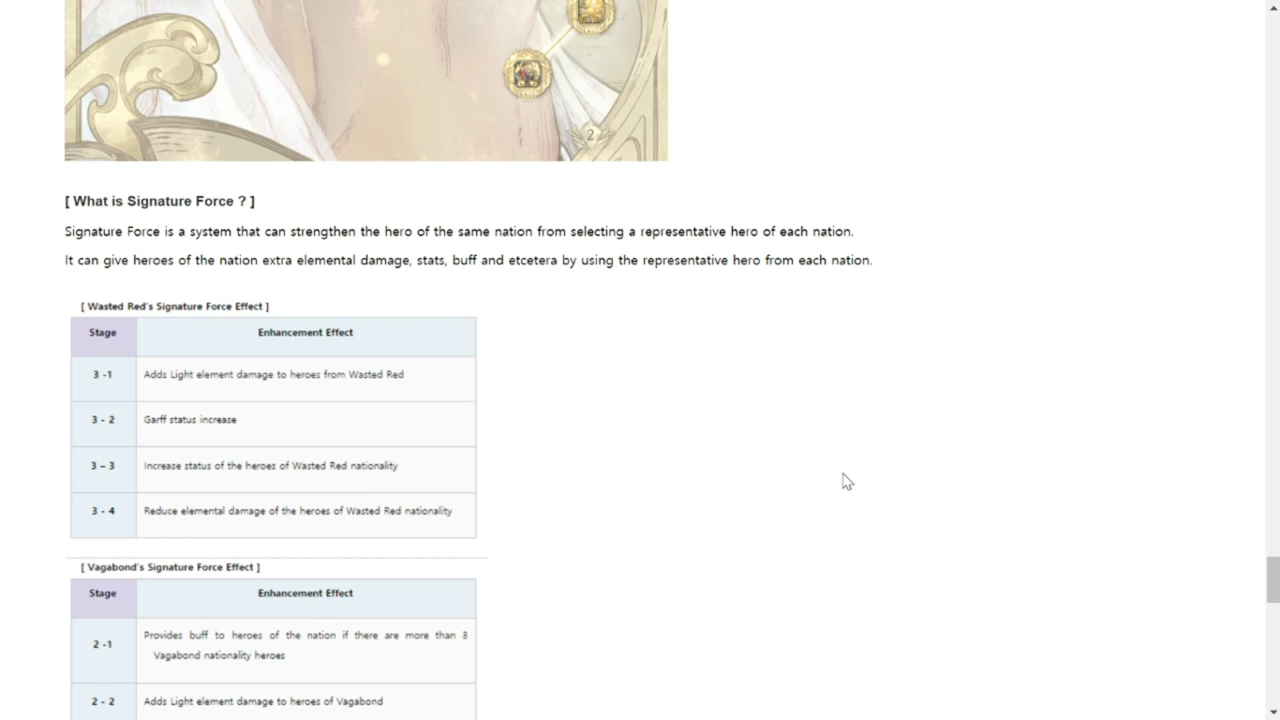 2
[ What is Signature Force ? ]
Signature Force is a system that can strengthen the hero of the same nation from selecting a representative hero of each nation.
It can give heroes of the nation extra elemental damage, stats, buff and etcetera by using the representative hero from each nation.
[ Wasted Red's Signature Force Effect ]
Stage Enhancement Effect
3 -1 Adds Light element damage to heroes from Wasted Red
3 - 2 Garff status increase
3 – 3 Increase status of the heroes of Wasted Red nationality
3 - 4 Reduce elemental damage of the heroes of Wasted Red nationality
[ Vagabond's Signature Force Effect ]
Stage Enhancement Effect
2 -1 Provides buff to heroes of the nation if there are more than 3
Vagabond nationality heroes
2 - 2 Adds Light element damage to heroes of Vagabond